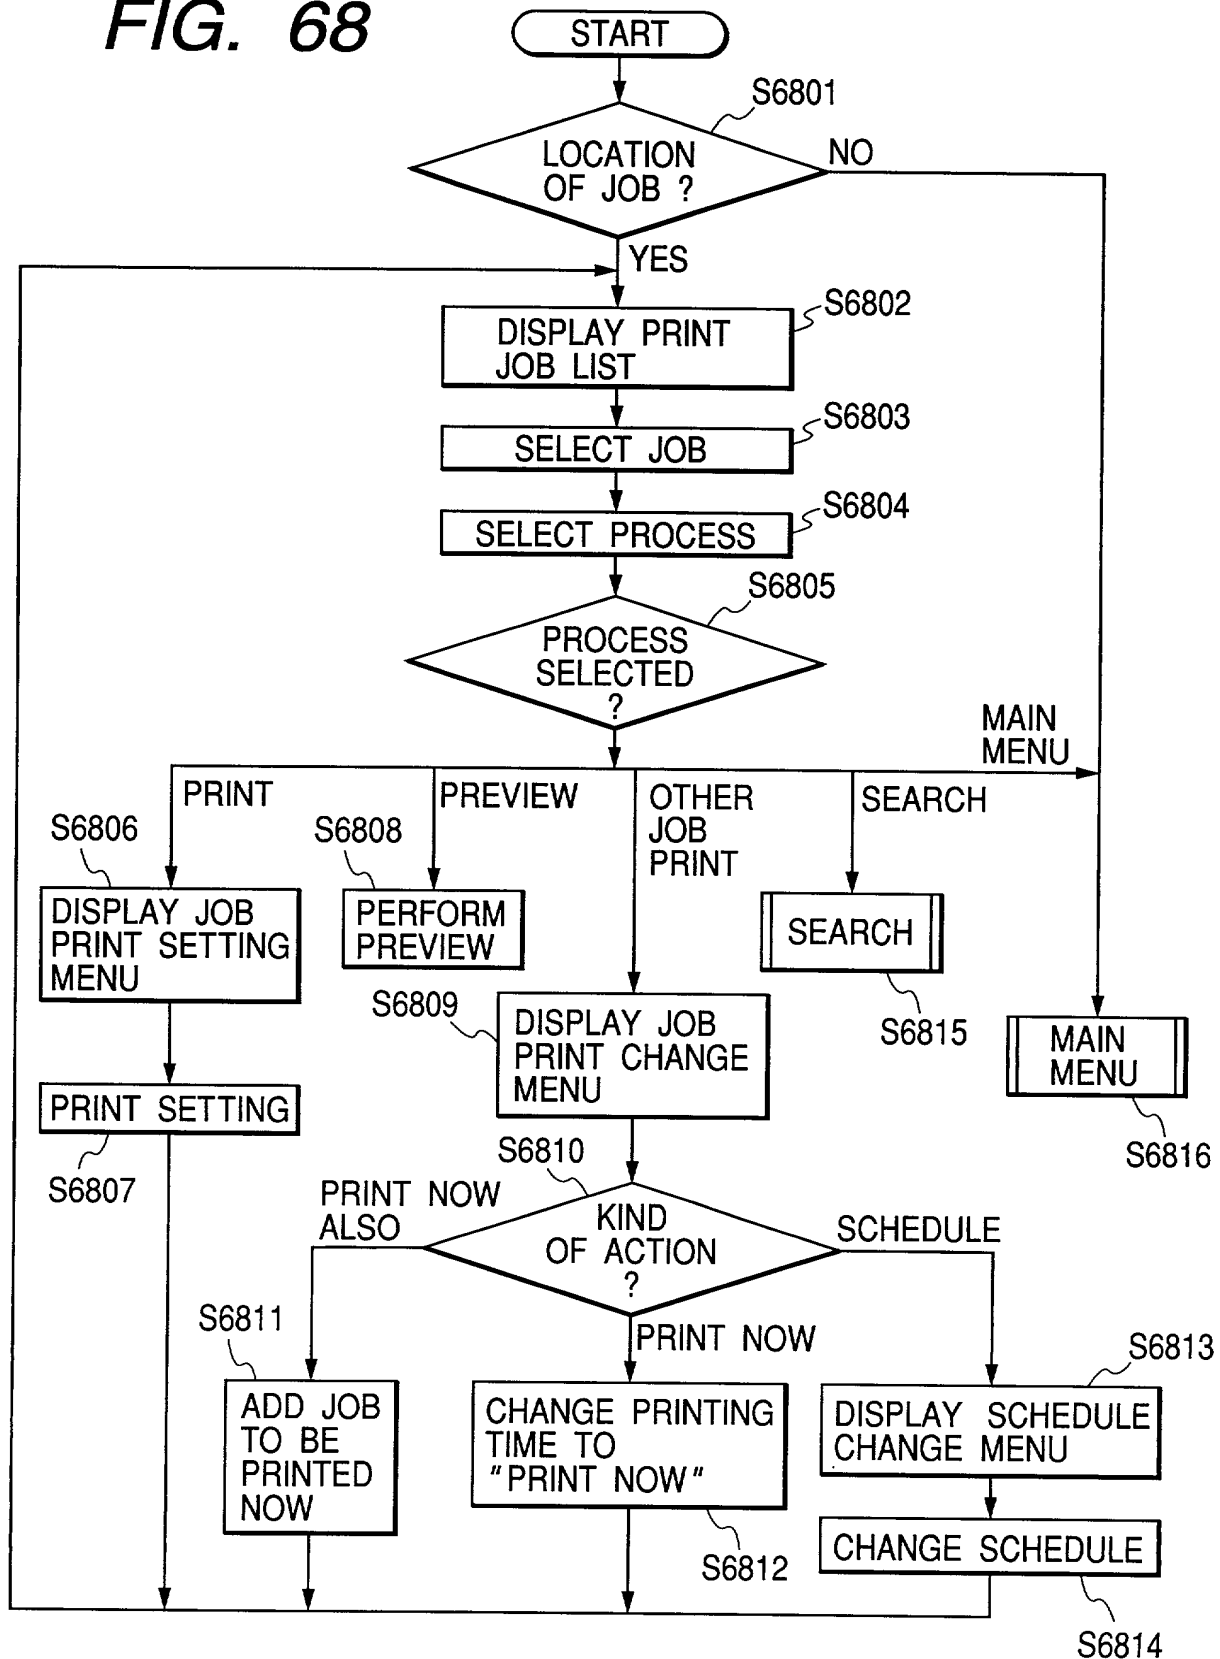 FIG. 68
START
S6801
LOCATION
OF JOB ?
NO
YES
S6802
DISPLAY PRINT
JOB LIST
S6803
SELECT JOB
S6804
SELECT PROCESS
S6805
PROCESS
SELECTED
?
MAIN
MENU
PRINT
PREVIEW
OTHER
JOB
PRINT
SEARCH
S6806
DISPLAY JOB
PRINT SETTING
MENU
S6808
PERFORM
PREVIEW
SEARCH
S6815
S6809
DISPLAY JOB
PRINT CHANGE
MENU
MAIN
MENU
S6816
PRINT SETTING
S6807
S6810
KIND
OF ACTION
?
PRINT NOW
ALSO
SCHEDULE
PRINT NOW
S6811
ADD JOB
TO BE
PRINTED
NOW
CHANGE PRINTING
TIME TO
"PRINT NOW"
S6812
S6813
DISPLAY SCHEDULE
CHANGE MENU
CHANGE SCHEDULE
S6814